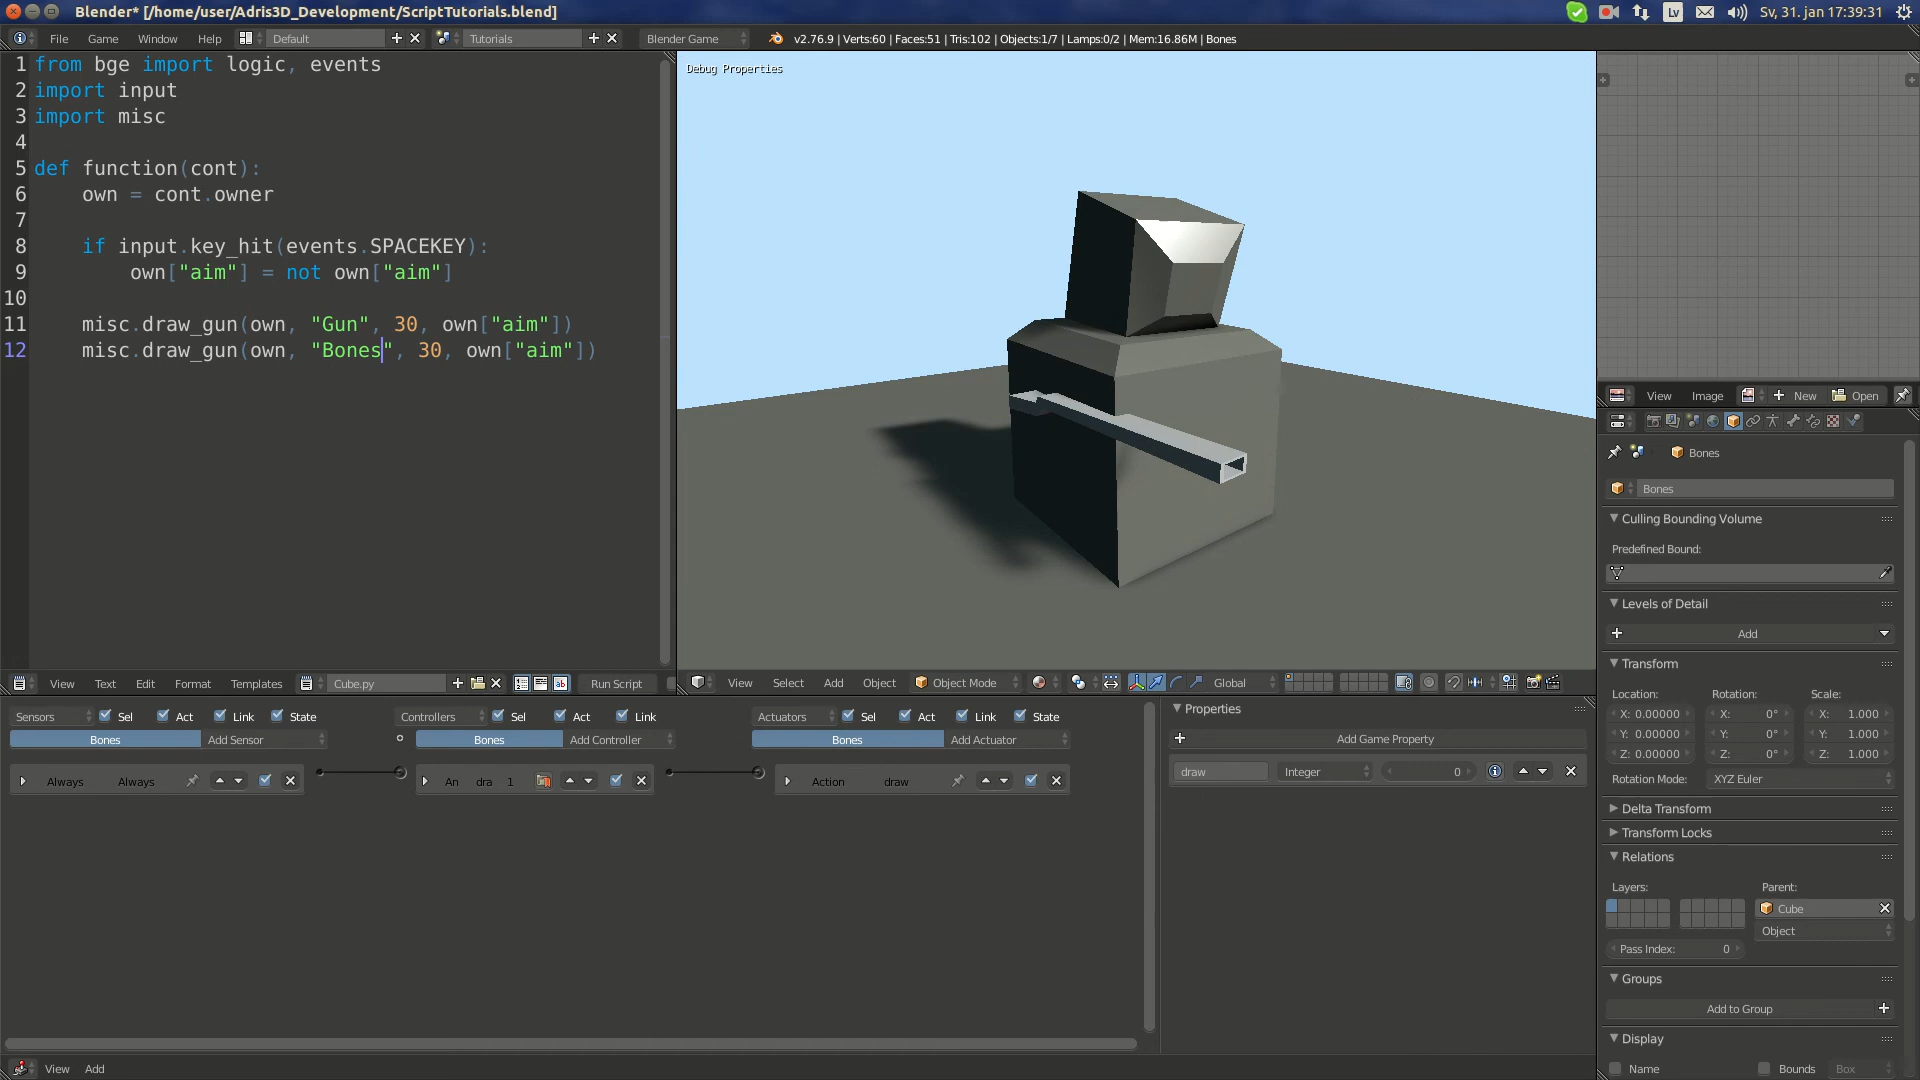 Blender* [/home/user/Adris3D_Development/ScriptTutorials.blend]
Lv
Sv, 31. jan 17:39:31
File Game Window Help Default Tutorials Blender Game v2.76.9 | Verts:60 | Faces:51 | Tris:102 | Objects:1/7 | Lamps:0/2 | Mem:16.86M | Bones
1 from bge import logic, events
2 import input
3 import misc
4
5 def function(cont):
6 own = cont.owner
7
8 if input.key_hit(events.SPACEKEY):
9 own["aim"] = not own["aim"]
10
11 misc.draw_gun(own, "Gun", 30, own["aim"])
12 misc.draw_gun(own, "Bones", 30, own["aim"])
Debug Properties
View Image New Open
Bones
Bones
Culling Bounding Volume
Predefined Bound:
Levels of Detail
Add
Transform
Location: Rotation: Scale:
X: 0.00000 X: 0° X: 1.000
Y: 0.00000 Y: 0° Y: 1.000
Z: 0.00000 Z: 0° Z: 1.000
Rotation Mode: XYZ Euler
Delta Transform
Transform Locks
Relations
Layers: Parent:
Cube
Object
Pass Index: 0
Groups
Add to Group
Display
Name Bounds Box
View Text Edit Format Templates Cube.py ab Run Script
View Select Add Object Object Mode Global
Sensors Sel Act Link State
Bones Add Sensor
Always Always
Controllers Sel Act Link
Bones Add Controller
An dra 1
Actuators Sel Act Link State
Bones Add Actuator
Action draw
Properties
Add Game Property
draw Integer 0
View Add